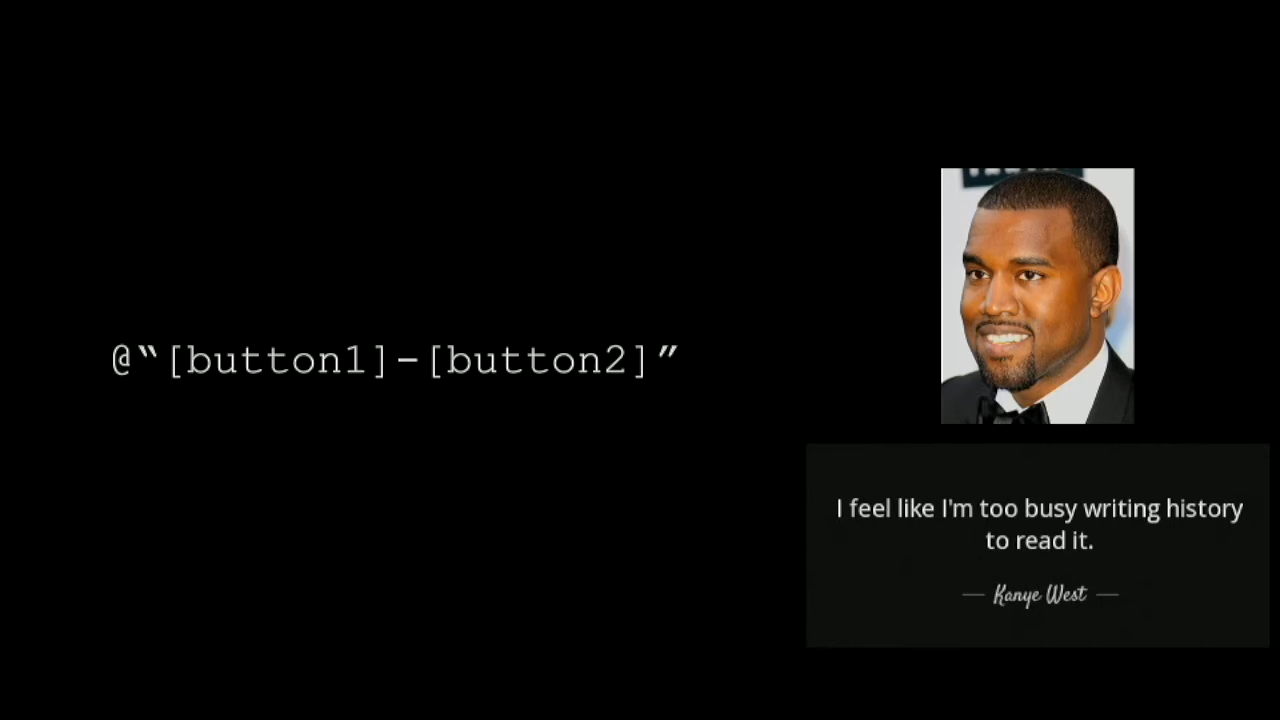 @“[button1]-[button2]”
I feel like I'm too busy writing history
to read it.
— Kanye West —